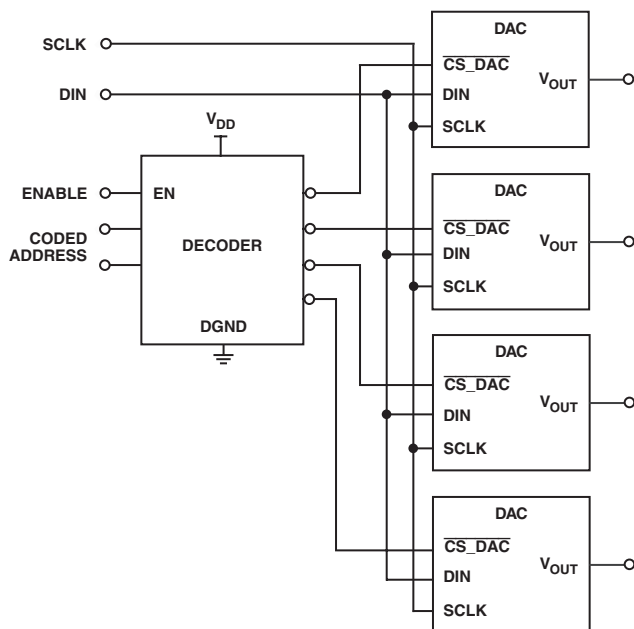 SCLK
DIN
V_DD
ENABLE
CODED
ADDRESS
EN
DECODER
DGND
DAC
CS_DAC
DIN
SCLK
V_OUT
DAC
CS_DAC
DIN
SCLK
V_OUT
DAC
CS_DAC
DIN
SCLK
V_OUT
DAC
CS_DAC
DIN
SCLK
V_OUT